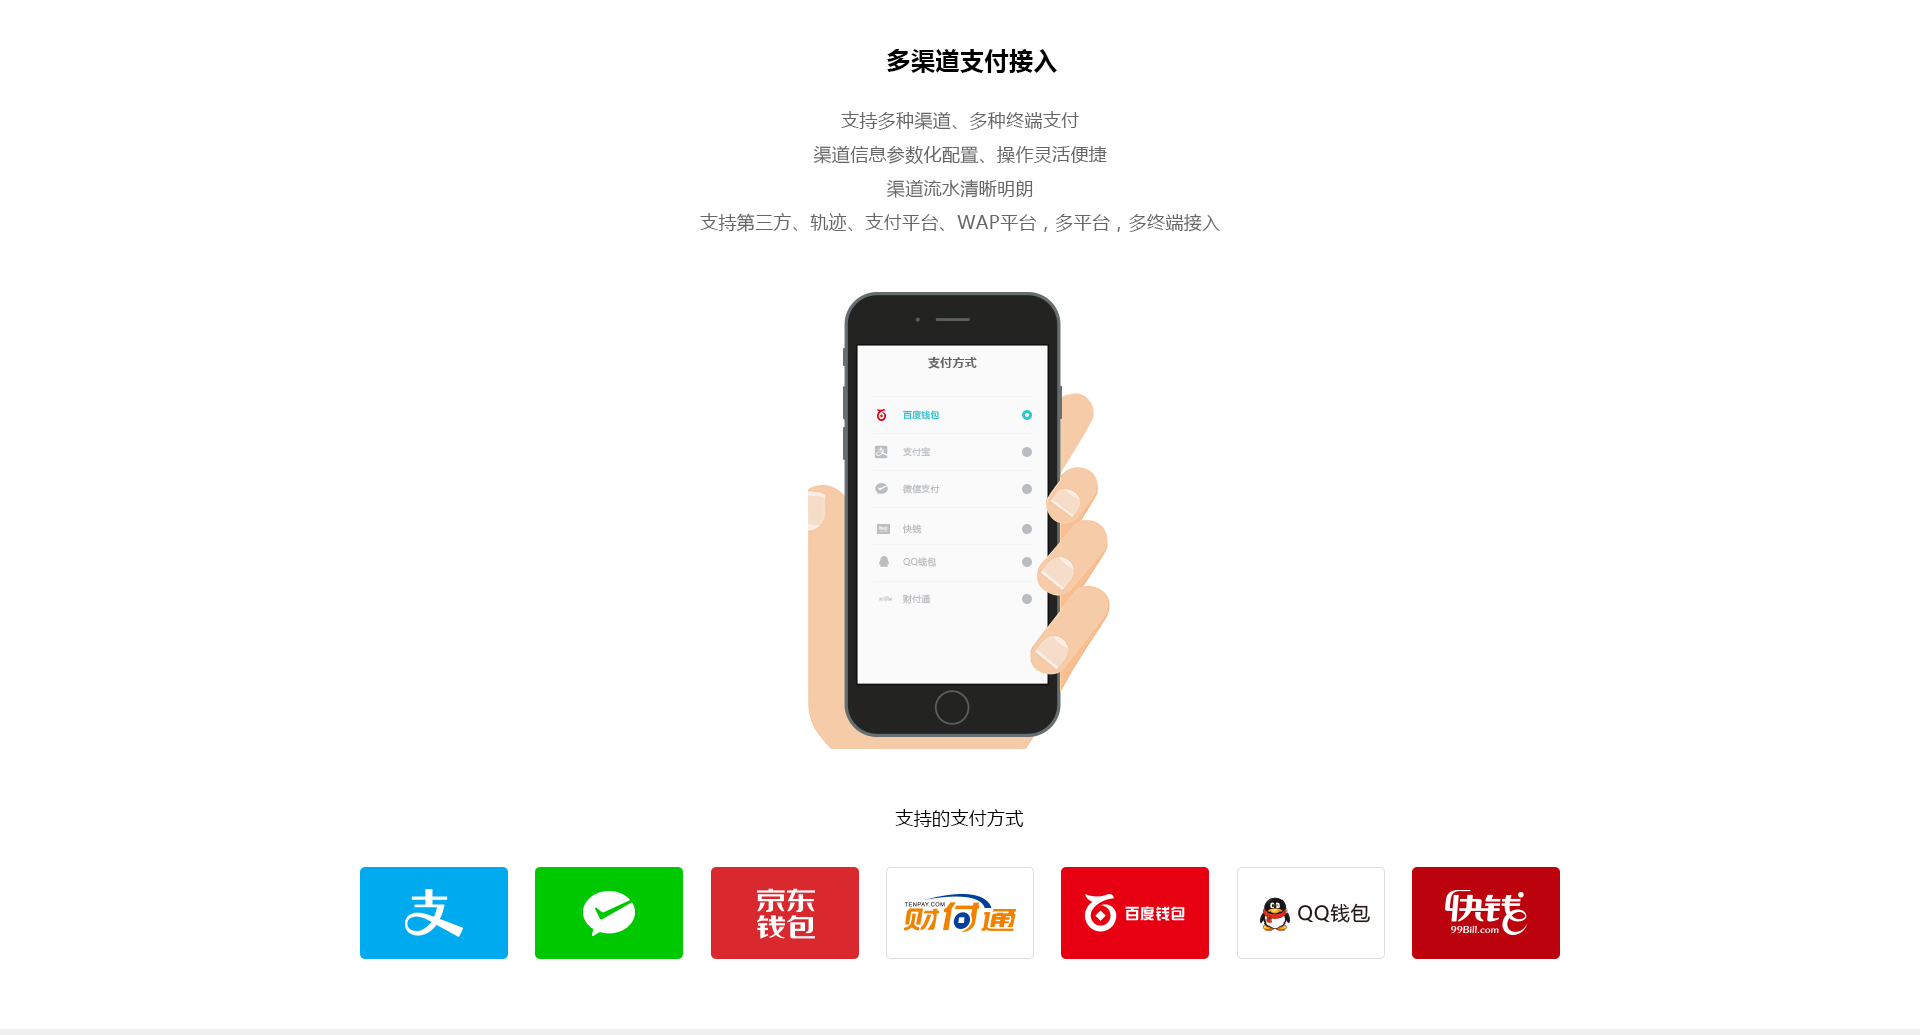 多渠道支付接入
支持多种渠道、多种终端支付
渠道信息参数化配置、操作灵活便捷
渠道流水清晰明朗
支持第三方、轨迹、支付平台、WAP平台，多平台，多终端接入
支付方式
百度钱包
支付宝
微信支付
快钱
QQ钱包
财付通
支持的支付方式
支
京东
钱包
TENPAY.COM
财付通
百度钱包
QQ钱包
快钱
99Bill.com